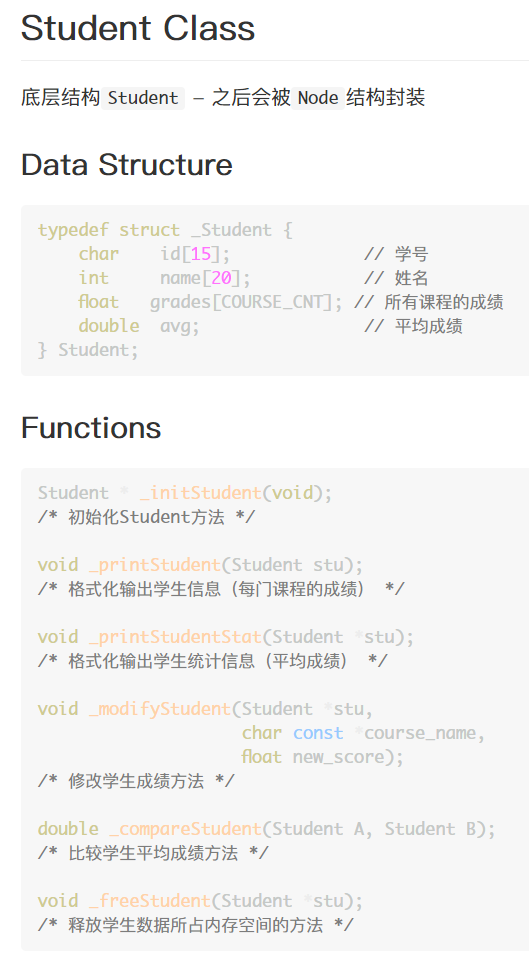 Student Class
底层结构 Student – 之后会被 Node 结构封装
Data Structure
typedef struct _Student {
    char    id[15];             // 学号
    int     name[20];           // 姓名
    float   grades[COURSE_CNT]; // 所有课程的成绩
    double  avg;                // 平均成绩
} Student;
Functions
Student * _initStudent(void);
/* 初始化Student方法 */
void _printStudent(Student stu);
/* 格式化输出学生信息（每门课程的成绩） */
void _printStudentStat(Student *stu);
/* 格式化输出学生统计信息（平均成绩） */
void _modifyStudent(Student *stu,
                    char const *course_name,
                    float new_score);
/* 修改学生成绩方法 */
double _compareStudent(Student A, Student B);
/* 比较学生平均成绩方法 */
void _freeStudent(Student *stu);
/* 释放学生数据所占内存空间的方法 */